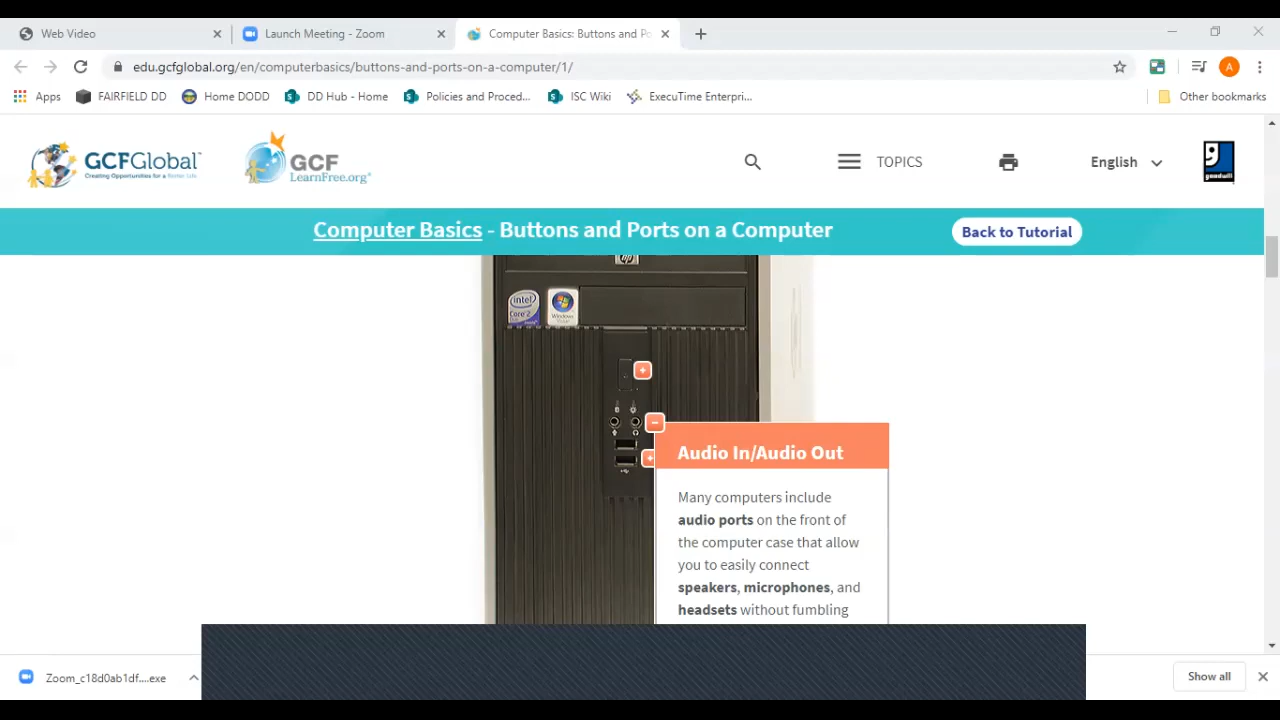 Web Video
Launch Meeting - Zoom
Computer Basics: Buttons and Po
edu.gcfglobal.org/en/computerbasics/buttons-and-ports-on-a-computer/1/
A
Apps
FAIRFIELD DD
Home DODD
DD Hub - Home
Policies and Proced...
ISC Wiki
ExecuTime Enterpri...
Other bookmarks
GCFGlobal
Creating Opportunities for a Better Life
GCF
LearnFree.org
TOPICS
English
goodwill
Computer Basics - Buttons and Ports on a Computer
Back to Tutorial
hp
intel
Core 2
Audio In/Audio Out
Many computers include
audio ports on the front of
the computer case that allow
you to easily connect
speakers, microphones, and
headsets without fumbling
Zoom_c18d0ab1df....exe
Show all